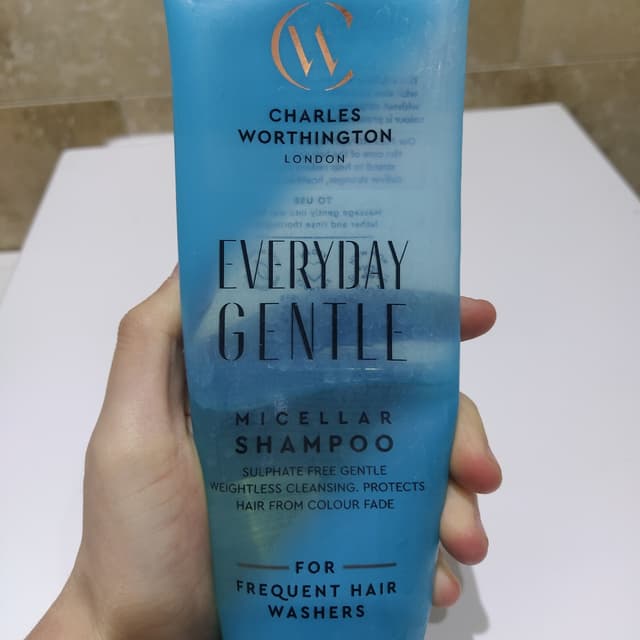 CHARLES
WORTHINGTON
LONDON
TO USE
EVERYDAY
GENTLE
MICELLAR
SHAMPOO
SULPHATE FREE GENTLE
WEIGHTLESS CLEANSING. PROTECTS
HAIR FROM COLOUR FADE
FOR
FREQUENT HAIR
WASHERS